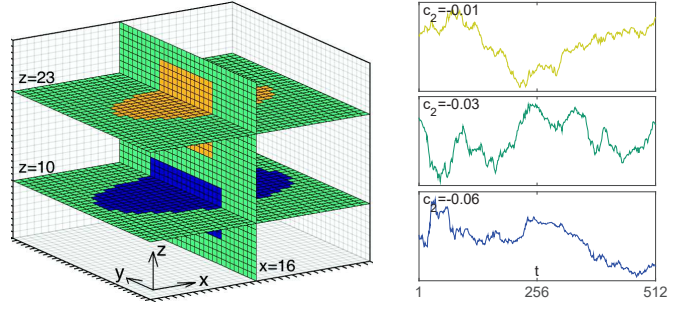 z=23
z=10
z
y
x
x=16
c2=-0.01
c2=-0.03
c2=-0.06
t
1 256 512